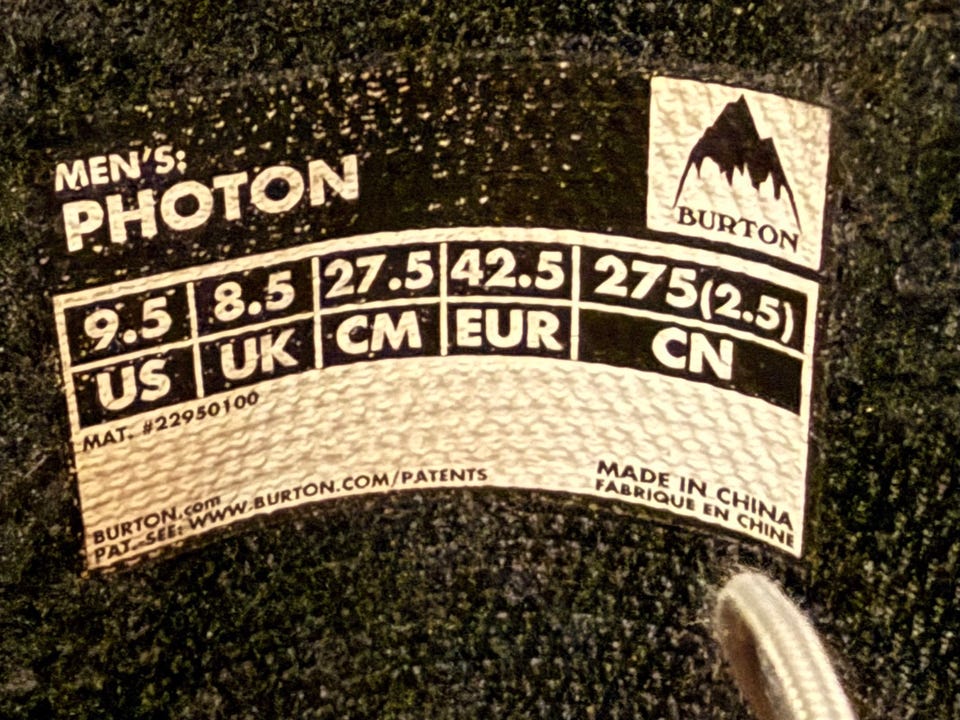 MEN'S:
PHOTON
BURTON
9.5 8.5 27.5 42.5 275(2.5)
US UK CM EUR CN
MAT. #22950100
BURTON.com
PAT. SEE: WWW.BURTON.COM/PATENTS
MADE IN CHINA
FABRIQUE EN CHINE